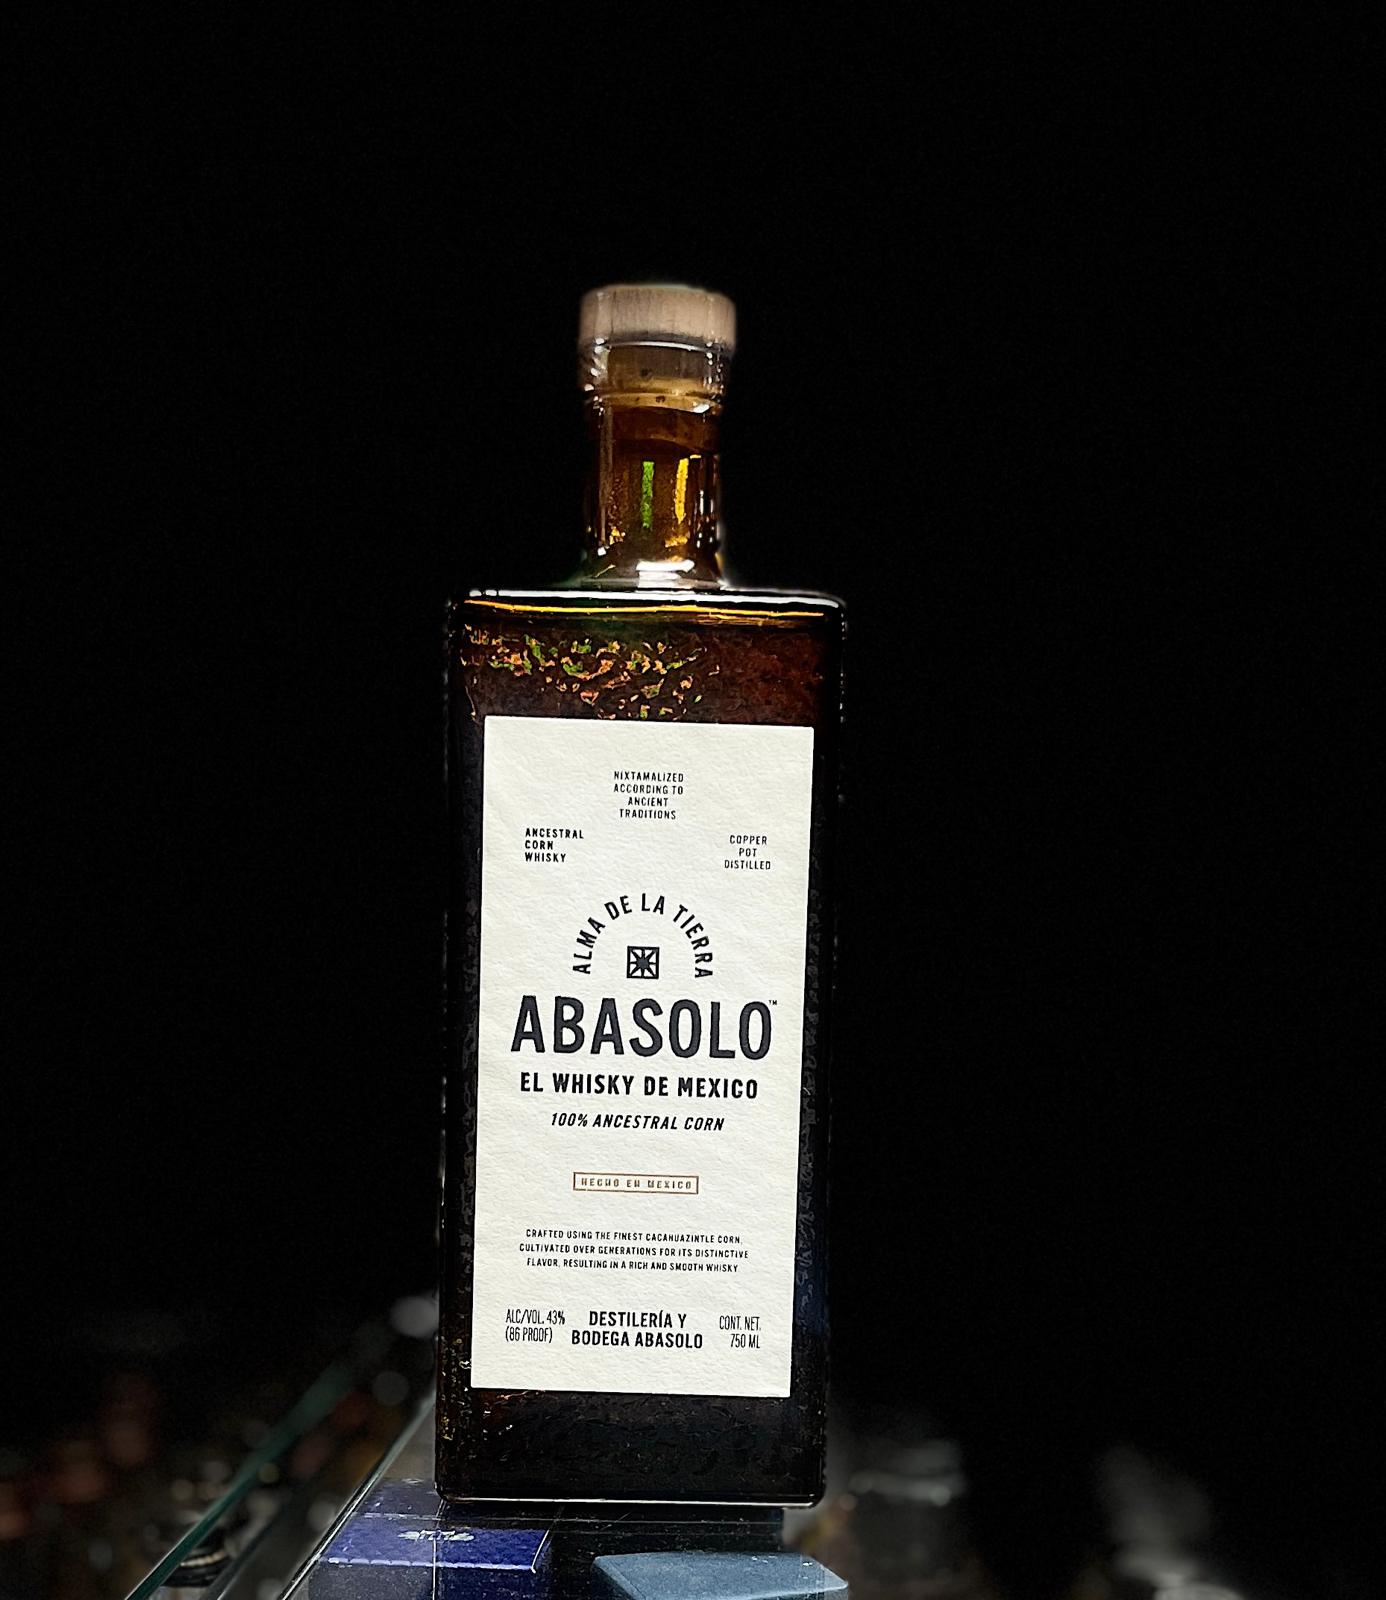 NIXTAMALIZED
ACCORDING TO
ANCIENT
TRADITIONS
ANCESTRAL
CORN
WHISKY
COPPER
POT
DISTILLED
ALMA DE LA TIERRA
ABASOLO™
EL WHISKY DE MEXICO
100% ANCESTRAL CORN
HECHO EN MEXICO
CRAFTED USING THE FINEST CACAHUAZINTLE CORN,
CULTIVATED OVER GENERATIONS FOR ITS DISTINCTIVE
FLAVOR, RESULTING IN A RICH AND SMOOTH WHISKY
ALC/VOL. 43%
(86 PROOF)
DESTILERÍA Y
BODEGA ABASOLO
CONT. NET.
750 ML